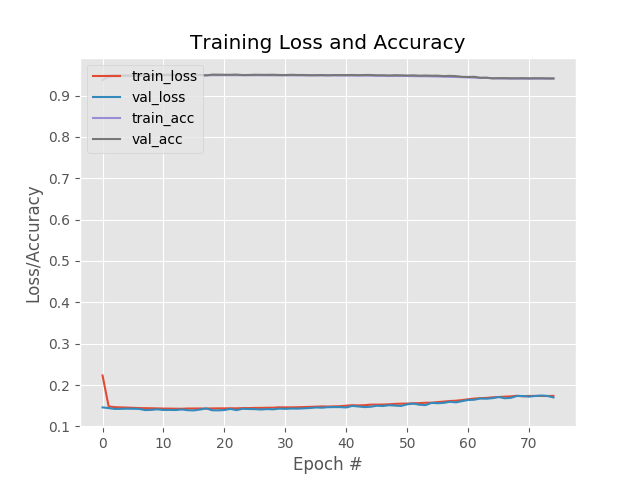 Training Loss and Accuracy
train_loss
val_loss
train_acc
val_acc
0.9
0.8
0.7
0.6
0.5
0.4
0.3
0.2
0.1
Loss/Accuracy
0 10 20 30 40 50 60 70
Epoch #